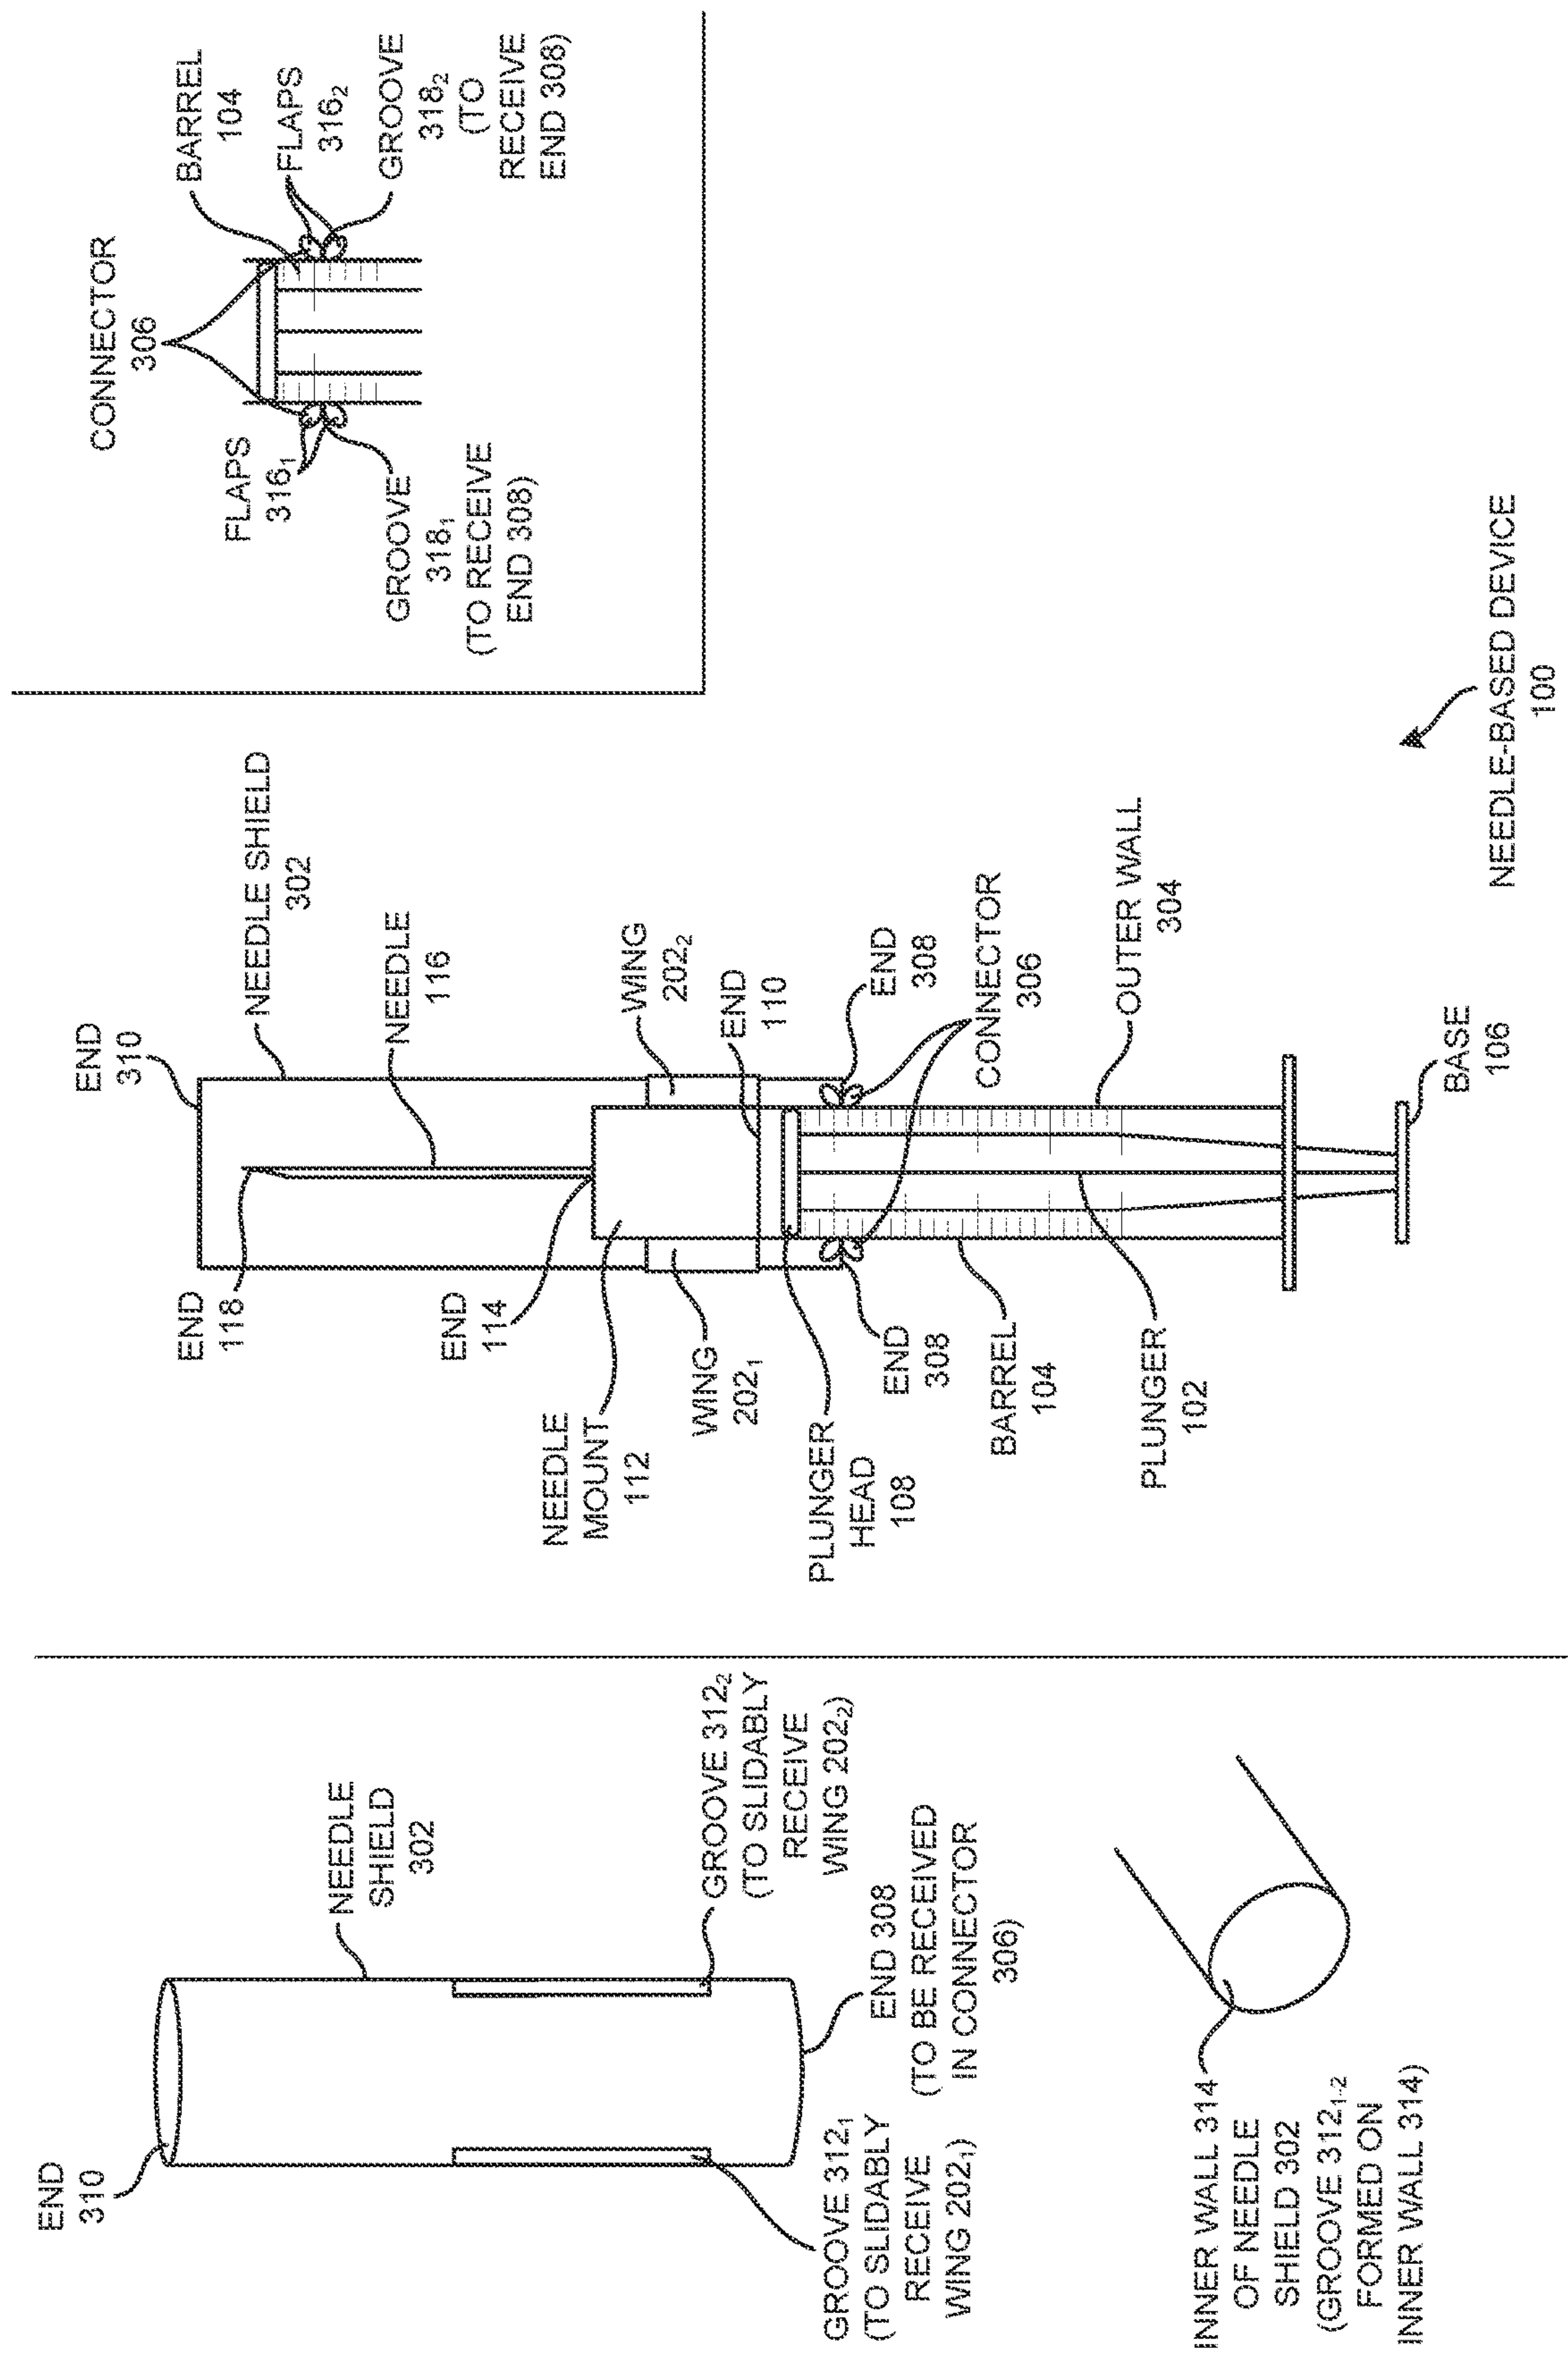 END
310
NEEDLE
SHIELD
302
GROOVE 312₂
(TO SLIDABLY
RECEIVE
WING 202₂)
GROOVE 312₁
(TO SLIDABLY
RECEIVE
WING 202₁)
END 308
(TO BE RECEIVED
IN CONNECTOR
306)
INNER WALL 314
OF NEEDLE
SHIELD 302
(GROOVE 312₁₋₂
FORMED ON
INNER WALL 314)
END
310
NEEDLE SHIELD
302
NEEDLE
116
END
118
END
114
NEEDLE
MOUNT
112
WING
202₁
WING
202₂
END
110
PLUNGER
HEAD
108
END
308
END
308
CONNECTOR
306
BARREL
104
OUTER WALL
304
PLUNGER
102
BASE
106
CONNECTOR
306
BARREL
104
FLAPS
316₁
FLAPS
316₂
GROOVE
318₁
(TO RECEIVE
END 308)
GROOVE
318₂
(TO
RECEIVE
END 308)
NEEDLE-BASED DEVICE
100